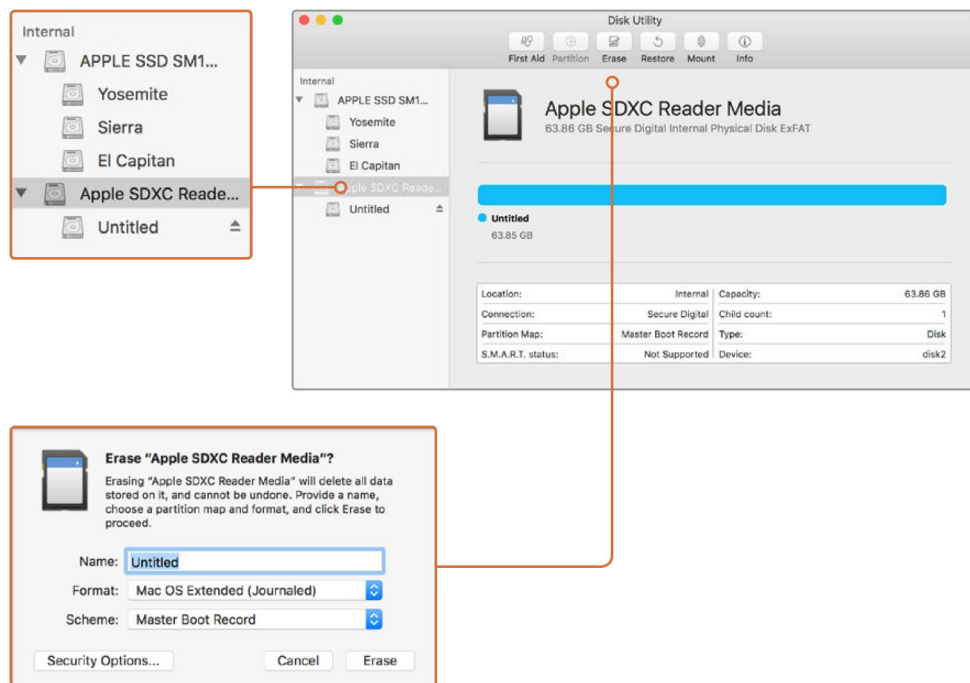 Internal
APPLE SSD SM1...
Yosemite
Sierra
El Capitan
Apple SDXC Reade...
Untitled
Disk Utility
First Aid Partition Erase Restore Mount Info
Internal
APPLE SSD SM1...
Yosemite
Sierra
El Capitan
Apple SDXC Reade...
Untitled
Apple SDXC Reader Media
63.86 GB Secure Digital Internal Physical Disk ExFAT
Untitled
63.85 GB
Location: Internal Capacity: 63.86 GB
Connection: Secure Digital Child count: 1
Partition Map: Master Boot Record Type: Disk
S.M.A.R.T. status: Not Supported Device: disk2
Erase “Apple SDXC Reader Media”?
Erasing “Apple SDXC Reader Media” will delete all data
stored on it, and cannot be undone. Provide a name,
choose a partition map and format, and click Erase to
proceed.
Name: Untitled
Format: Mac OS Extended (Journaled)
Scheme: Master Boot Record
Security Options... Cancel Erase